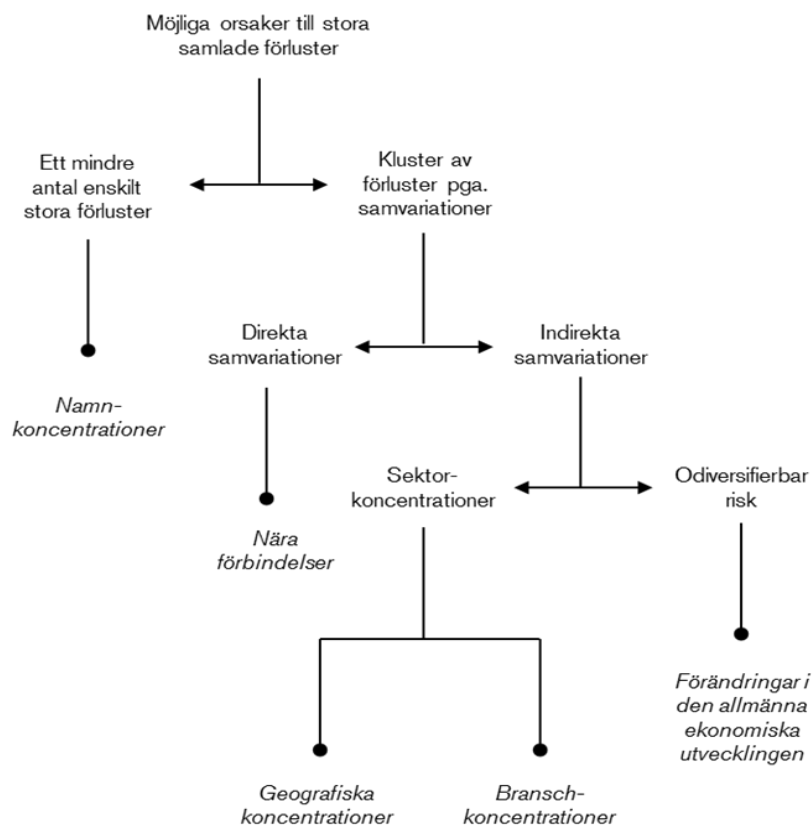 Möjliga orsaker till stora
samlade förluster
Ett mindre
antal enskilt
stora förluster
Kluster av
förluster pga.
samvariationer
Direkta
samvariationer
Indirekta
samvariationer
Namn-
koncentrationer
Sektor-
koncentrationer
Odiversifierbar
risk
Nära
förbindelser
Förändringar i
den allmänna
ekonomiska
utvecklingen
Geografiska
koncentrationer
Bransch-
koncentrationer